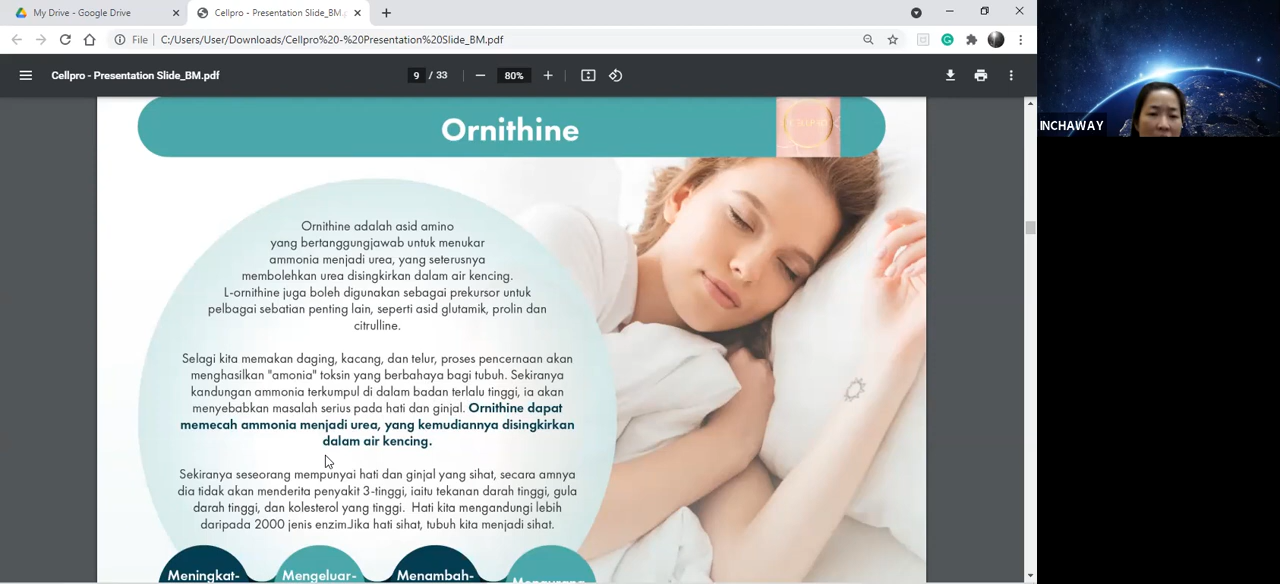 My Drive - Google Drive
Cellpro - Presentation Slide_BM.
File
C:/Users/User/Downloads/Cellpro%20-%20Presentation%20Slide_BM.pdf
Cellpro - Presentation Slide_BM.pdf
9 / 33
80%
INCHAWAY
Ornithine
Ornithine adalah asid amino
yang bertanggungjawab untuk menukar
ammonia menjadi urea, yang seterusnya
membolehkan urea disingkirkan dalam air kencing.
L-ornithine juga boleh digunakan sebagai prekursor untuk
pelbagai sebatian penting lain, seperti asid glutamik, prolin dan
citrulline.
Selagi kita memakan daging, kacang, dan telur, proses pencernaan akan
menghasilkan "amonia" toksin yang berbahaya bagi tubuh. Sekiranya
kandungan ammonia terkumpul di dalam badan terlalu tinggi, ia akan
menyebabkan masalah serius pada hati dan ginjal. Ornithine dapat
memecah ammonia menjadi urea, yang kemudiannya disingkirkan
dalam air kencing.
Sekiranya seseorang mempunyai hati dan ginjal yang sihat, secara amnya
dia tidak akan menderita penyakit 3-tinggi, iaitu tekanan darah tinggi, gula
darah tinggi, dan kolesterol yang tinggi. Hati kita mengandungi lebih
daripada 2000 jenis enzim.Jika hati sihat, tubuh kita menjadi sihat.
Meningkat-
Mengeluar-
Menambah-